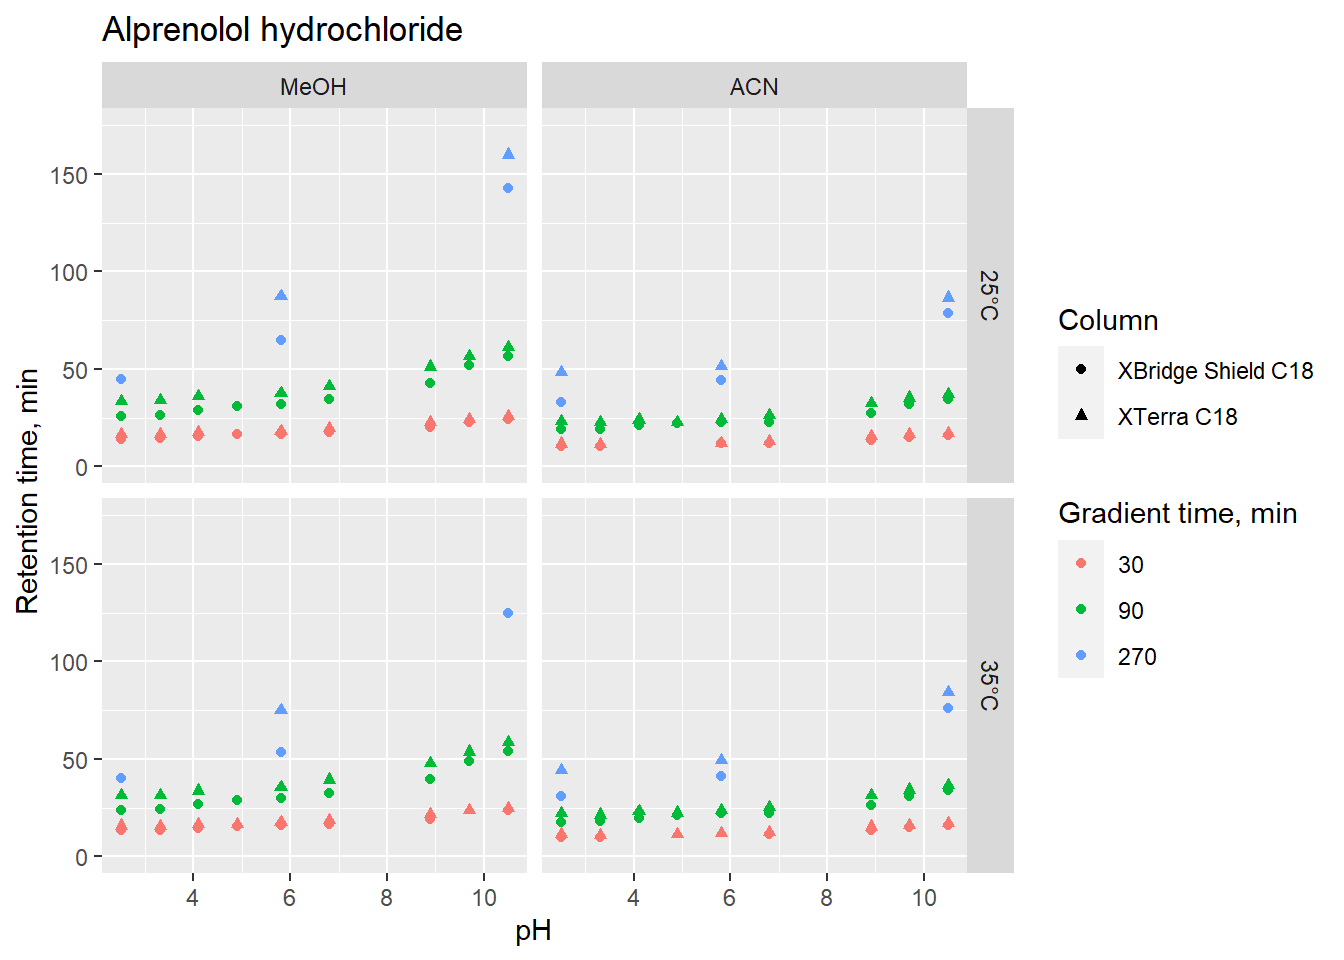 Alprenolol hydrochloride
MeOH
ACN
150
100
50
0
25°C
150
100
50
0
35°C
4
6
8
10
4
6
8
10
pH
Retention time, min
Column
XBridge Shield C18
XTerra C18
Gradient time, min
30
90
270